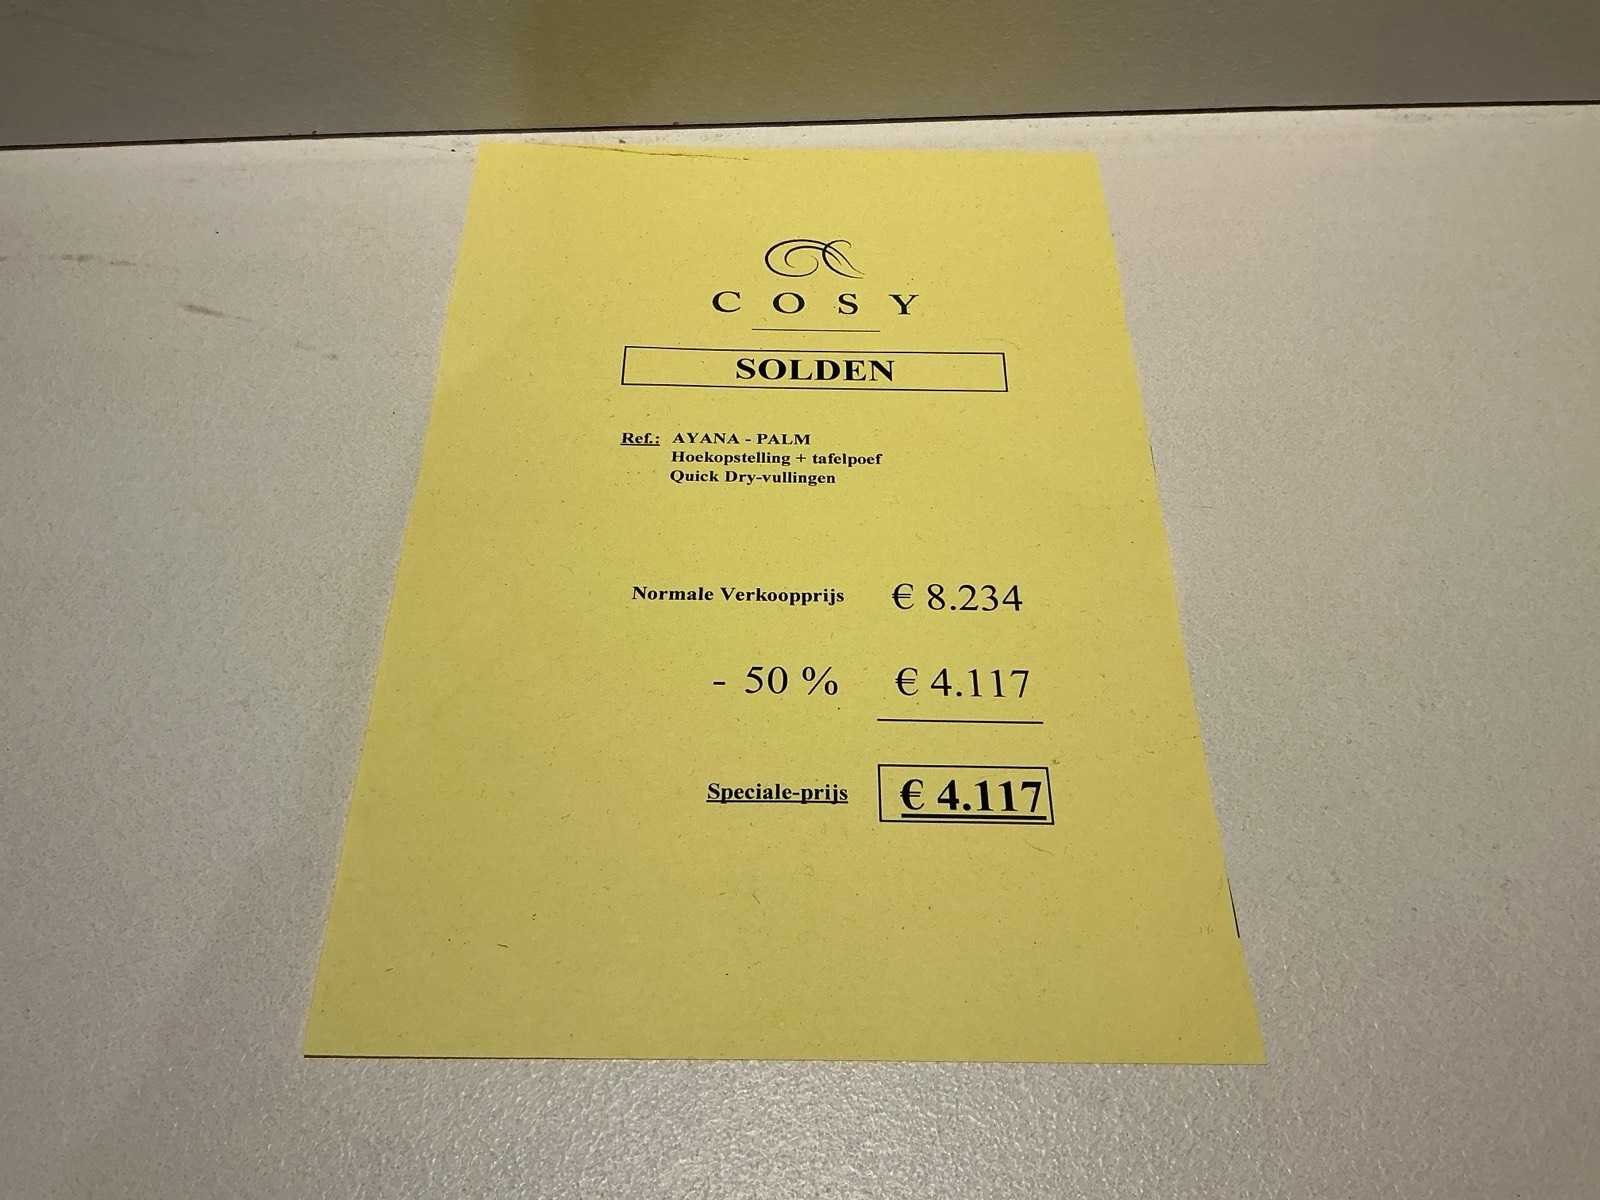 COSY
SOLDEN
Ref.: AYANA - PALM
Hoekopstelling + tafelpoef
Quick Dry-vullingen
Normale Verkoopprijs € 8.234
- 50 % € 4.117
Speciale-prijs € 4.117